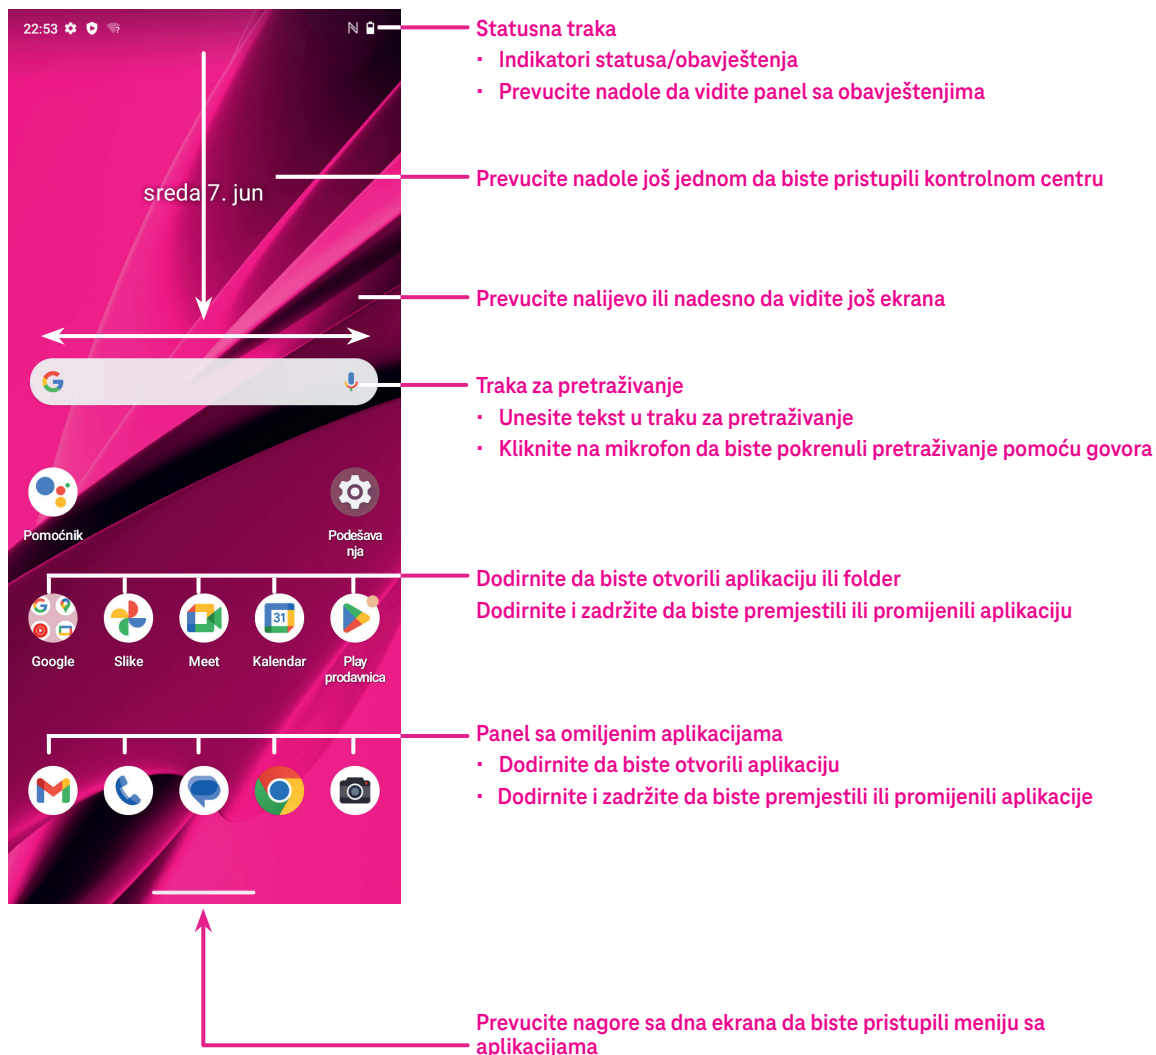 22:53
Statusna traka
· Indikatori statusa/obavještenja
· Prevucite nadole da vidite panel sa obavještenjima
sreda 7. jun
Prevucite nadole još jednom da biste pristupili kontrolnom centru
Prevucite nalijevo ili nadesno da vidite još ekrana
Traka za pretraživanje
· Unesite tekst u traku za pretraživanje
· Kliknite na mikrofon da biste pokrenuli pretraživanje pomoću govora
Pomoćnik
Podešava
nja
Dodirnite da biste otvorili aplikaciju ili folder
Dodirnite i zadržite da biste premjestili ili promijenili aplikaciju
31
Google Slike Meet Kalendar Play
prodavnica
Panel sa omiljenim aplikacijama
· Dodirnite da biste otvorili aplikaciju
· Dodirnite i zadržite da biste premjestili ili promijenili aplikacije
Prevucite nagore sa dna ekrana da biste pristupili meniju sa
aplikacijama